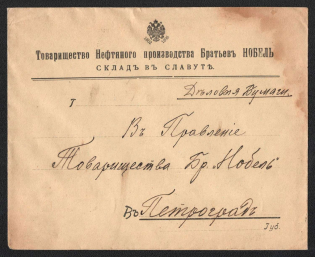 Товарищество Нефтяного производства Братьевъ НОБЕЛЬ
СКЛАДЪ ВЪ СЛАВУТѢ.
Дѣловыя Бумаги.
Т
Въ Правленіе
Товарищества Бр. Нобель
Въ Петроградъ